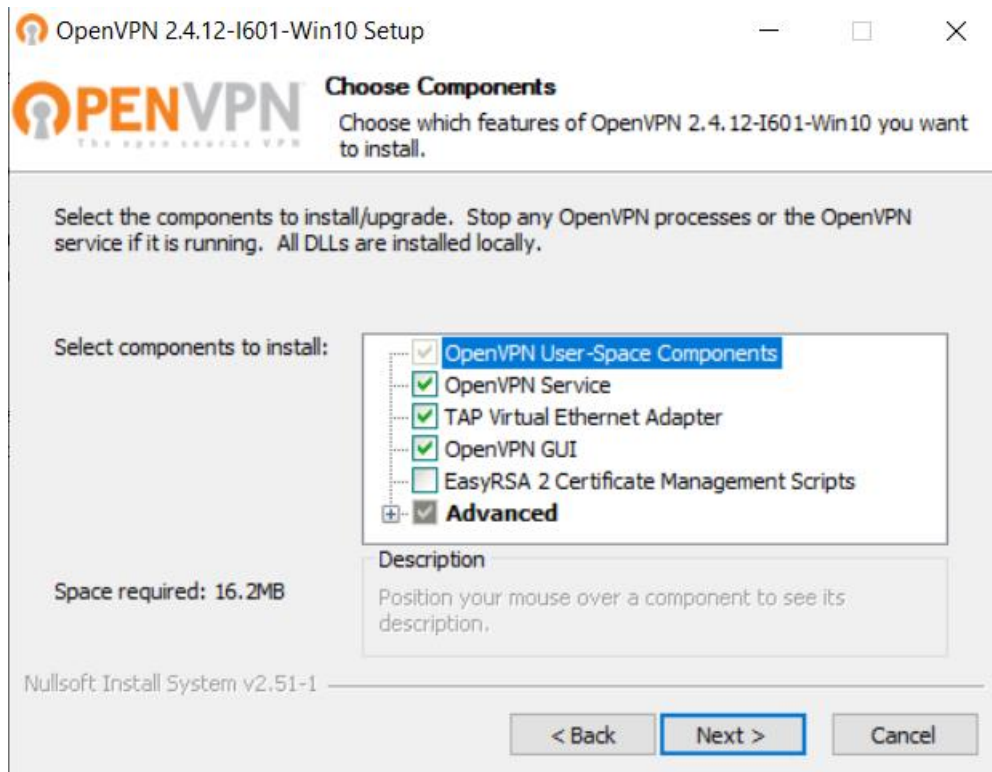 OpenVPN 2.4.12-I601-Win10 Setup
OPENVPN
The open source VPN
Choose Components
Choose which features of OpenVPN 2.4.12-I601-Win10 you want
to install.
Select the components to install/upgrade. Stop any OpenVPN processes or the OpenVPN
service if it is running. All DLLs are installed locally.
Select components to install:
OpenVPN User-Space Components
OpenVPN Service
TAP Virtual Ethernet Adapter
OpenVPN GUI
EasyRSA 2 Certificate Management Scripts
Advanced
Space required: 16.2MB
Description
Position your mouse over a component to see its
description.
Nullsoft Install System v2.51-1
< Back
Next >
Cancel